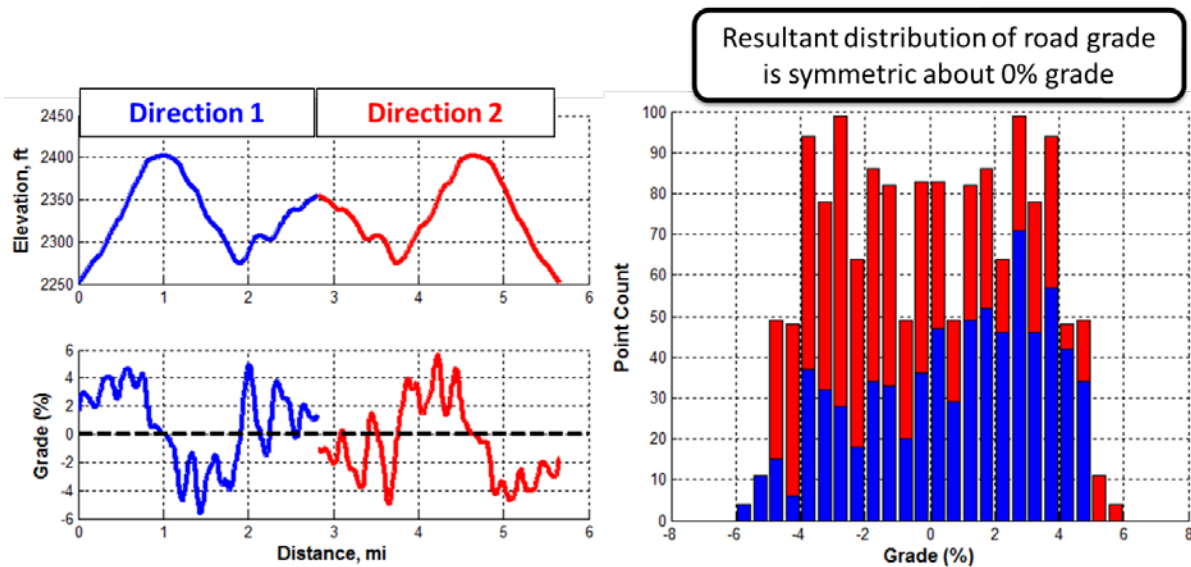 Resultant distribution of road grade
is symmetric about 0% grade
Direction 1
Direction 2
Elevation, ft
2450
2400
2350
2300
2250
0 1 2 3 4 5 6
Grade (%)
6
4
2
0
-2
-4
-6
0 1 2 3 4 5 6
Distance, mi
Point Count
100
90
80
70
60
50
40
30
20
10
0
-8 -6 -4 -2 0 2 4 6 8
Grade (%)